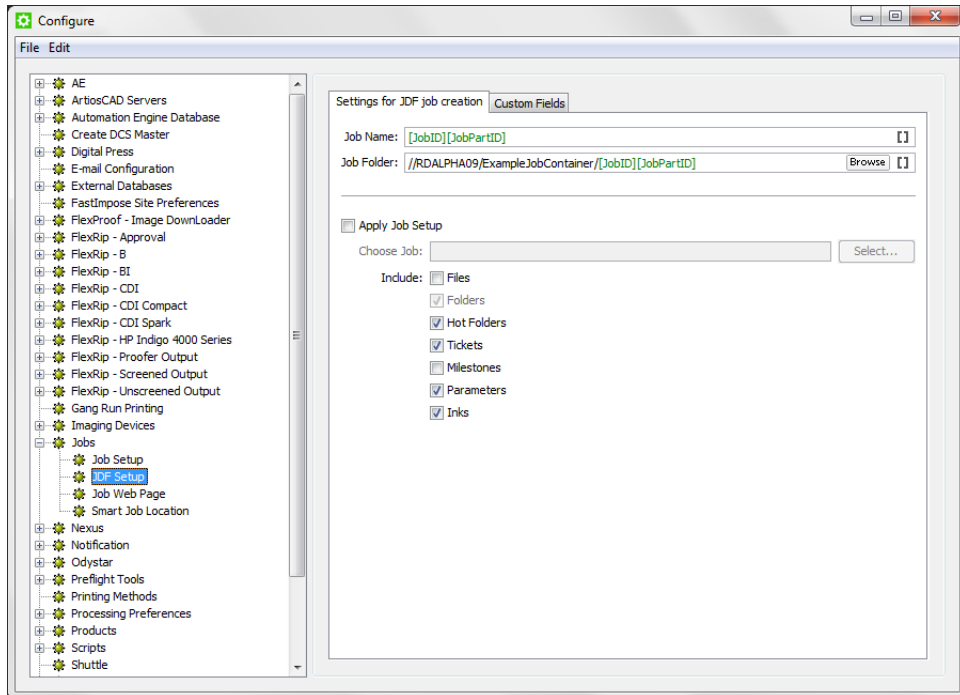 Configure
File Edit
AE
ArtiosCAD Servers
Automation Engine Database
Create DCS Master
Digital Press
E-mail Configuration
External Databases
FastImpose Site Preferences
FlexProof - Image DownLoader
FlexRip - Approval
FlexRip - B
FlexRip - BI
FlexRip - CDI
FlexRip - CDI Compact
FlexRip - CDI Spark
FlexRip - HP Indigo 4000 Series
FlexRip - Proofer Output
FlexRip - Screened Output
FlexRip - Unscreened Output
Gang Run Printing
Imaging Devices
Jobs
Job Setup
JDF Setup
Job Web Page
Smart Job Location
Nexus
Notification
Odystar
Preflight Tools
Printing Methods
Processing Preferences
Products
Scripts
Shuttle
Settings for JDF job creation Custom Fields
Job Name: [JobID][JobPartID] []
Job Folder: //RDALPHA09/ExampleJobContainer/[JobID][JobPartID] Browse []
Apply Job Setup
Choose Job: Select...
Include: Files
Folders
Hot Folders
Tickets
Milestones
Parameters
Inks